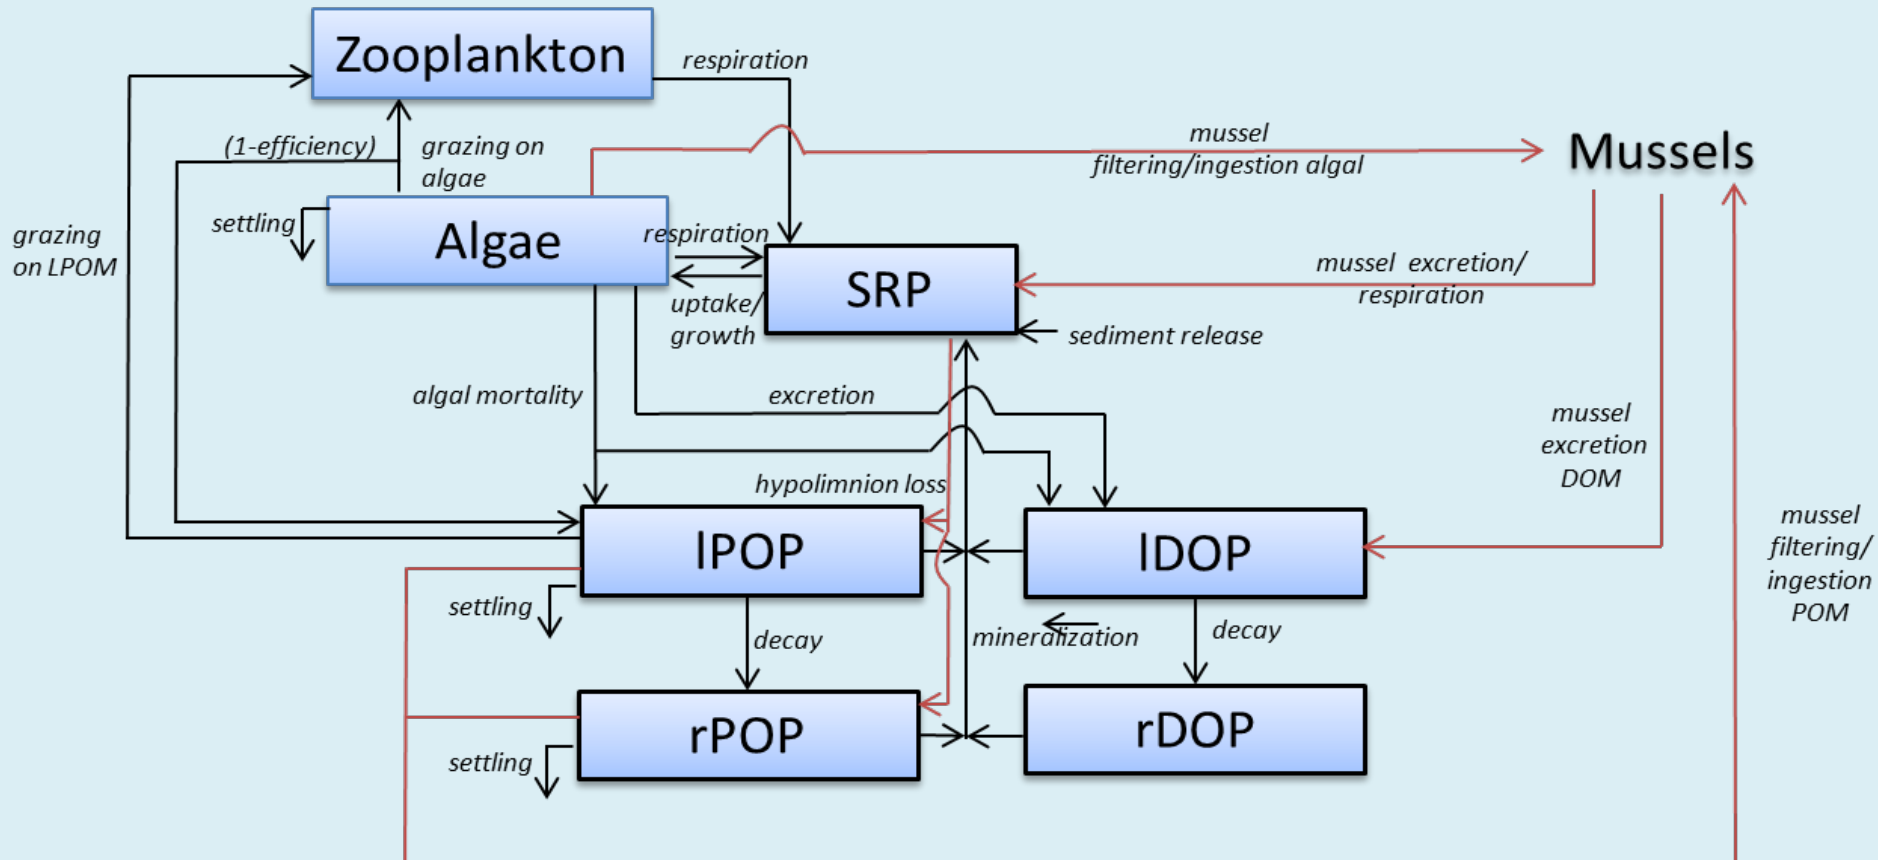 Zooplankton
respiration
(1-efficiency)
grazing on
algae
mussel
filtering/ingestion algal
Mussels
settling
Algae
respiration
grazing
on LPOM
SRP
mussel  excretion/
respiration
uptake/
growth
sediment release
algal mortality
excretion
mussel
excretion
DOM
hypolimnion loss
lPOP
lDOP
mussel
filtering/
ingestion
POM
settling
decay
mineralization
decay
rPOP
rDOP
settling